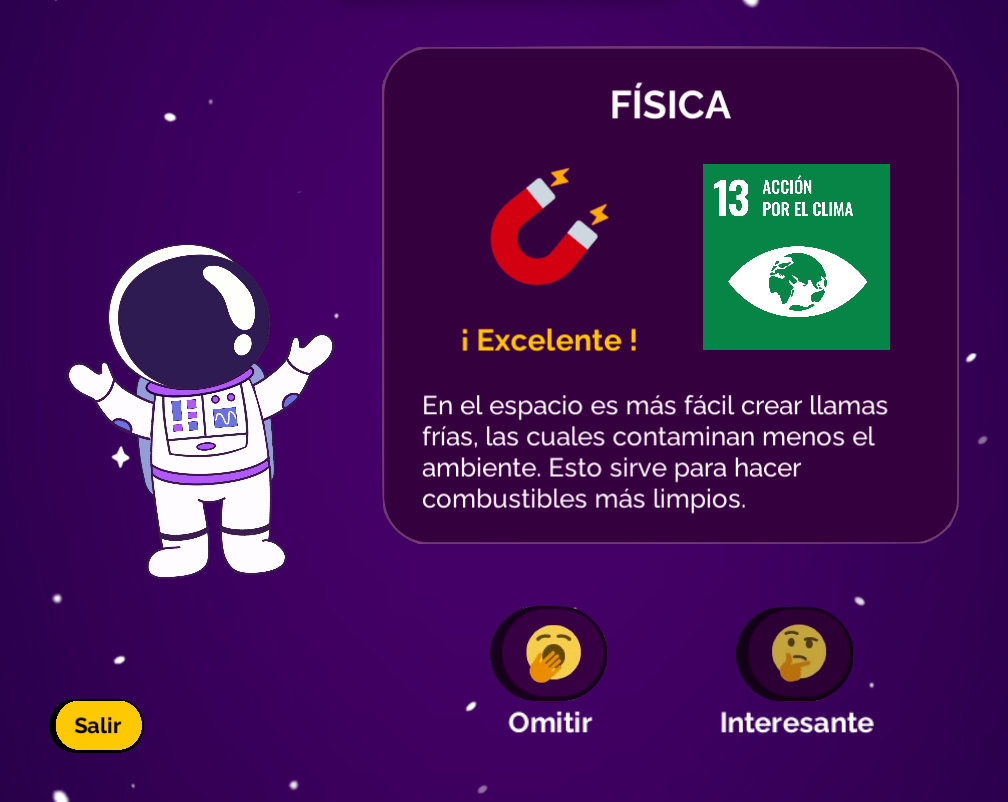 FÍSICA
13 ACCIÓN
POR EL CLIMA
¡ Excelente !
En el espacio es más fácil crear llamas
frías, las cuales contaminan menos el
ambiente. Esto sirve para hacer
combustibles más limpios.
Omitir
Interesante
Salir